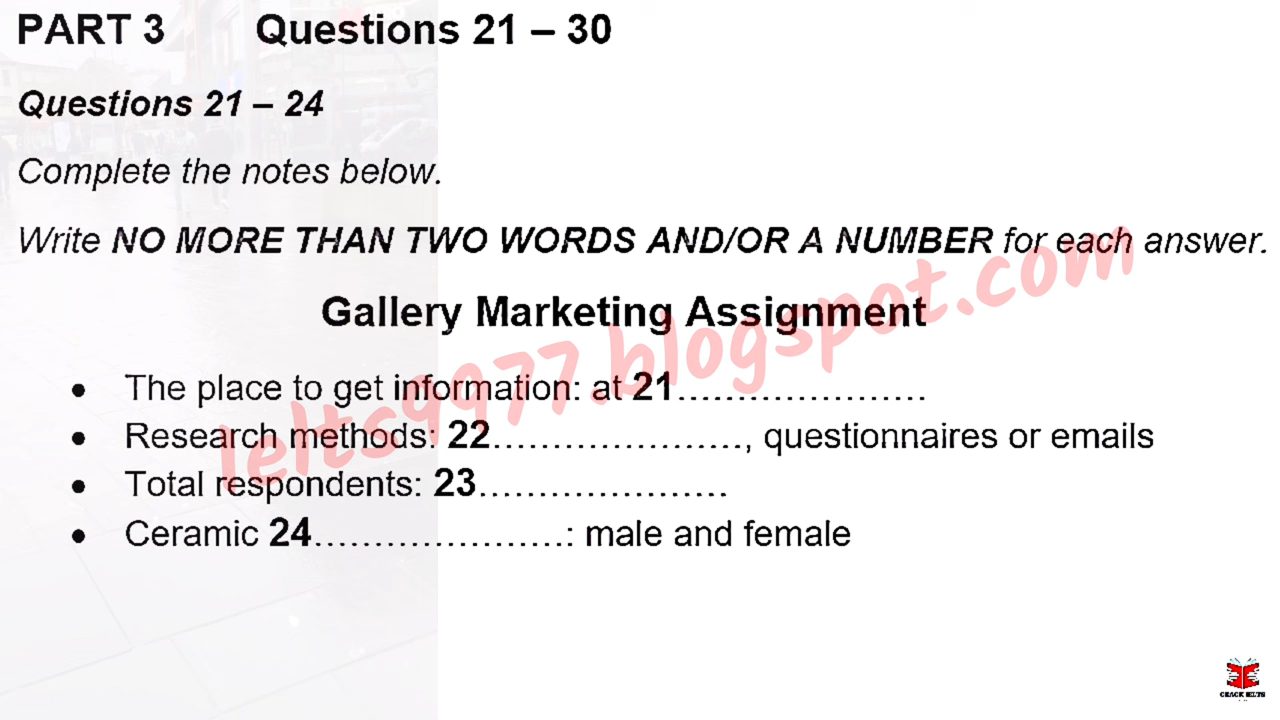 PART 3 Questions 21 – 30
Questions 21 – 24
Complete the notes below.
Write NO MORE THAN TWO WORDS AND/OR A NUMBER for each answer.
Gallery Marketing Assignment
• The place to get information: at 21.....................
• Research methods: 22....................., questionnaires or emails
• Total respondents: 23.....................
• Ceramic 24.....................: male and female
Ielts9977.blogspot.com
CRACK IELTS